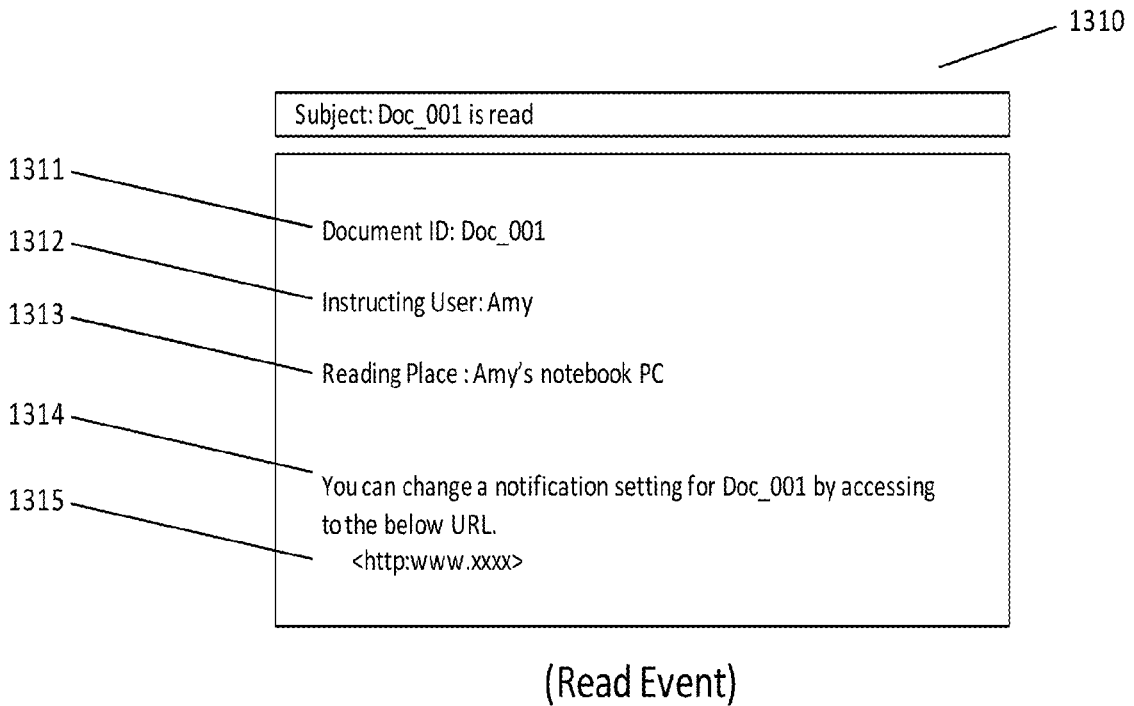 1310
Subject: Doc_001 is read
1311
Document ID: Doc_001
1312
Instructing User: Amy
1313
Reading Place : Amy's notebook PC
1314
You can change a notification setting for Doc_001 by accessing
to the below URL.
1315
<http:www.xxxx>
(Read Event)